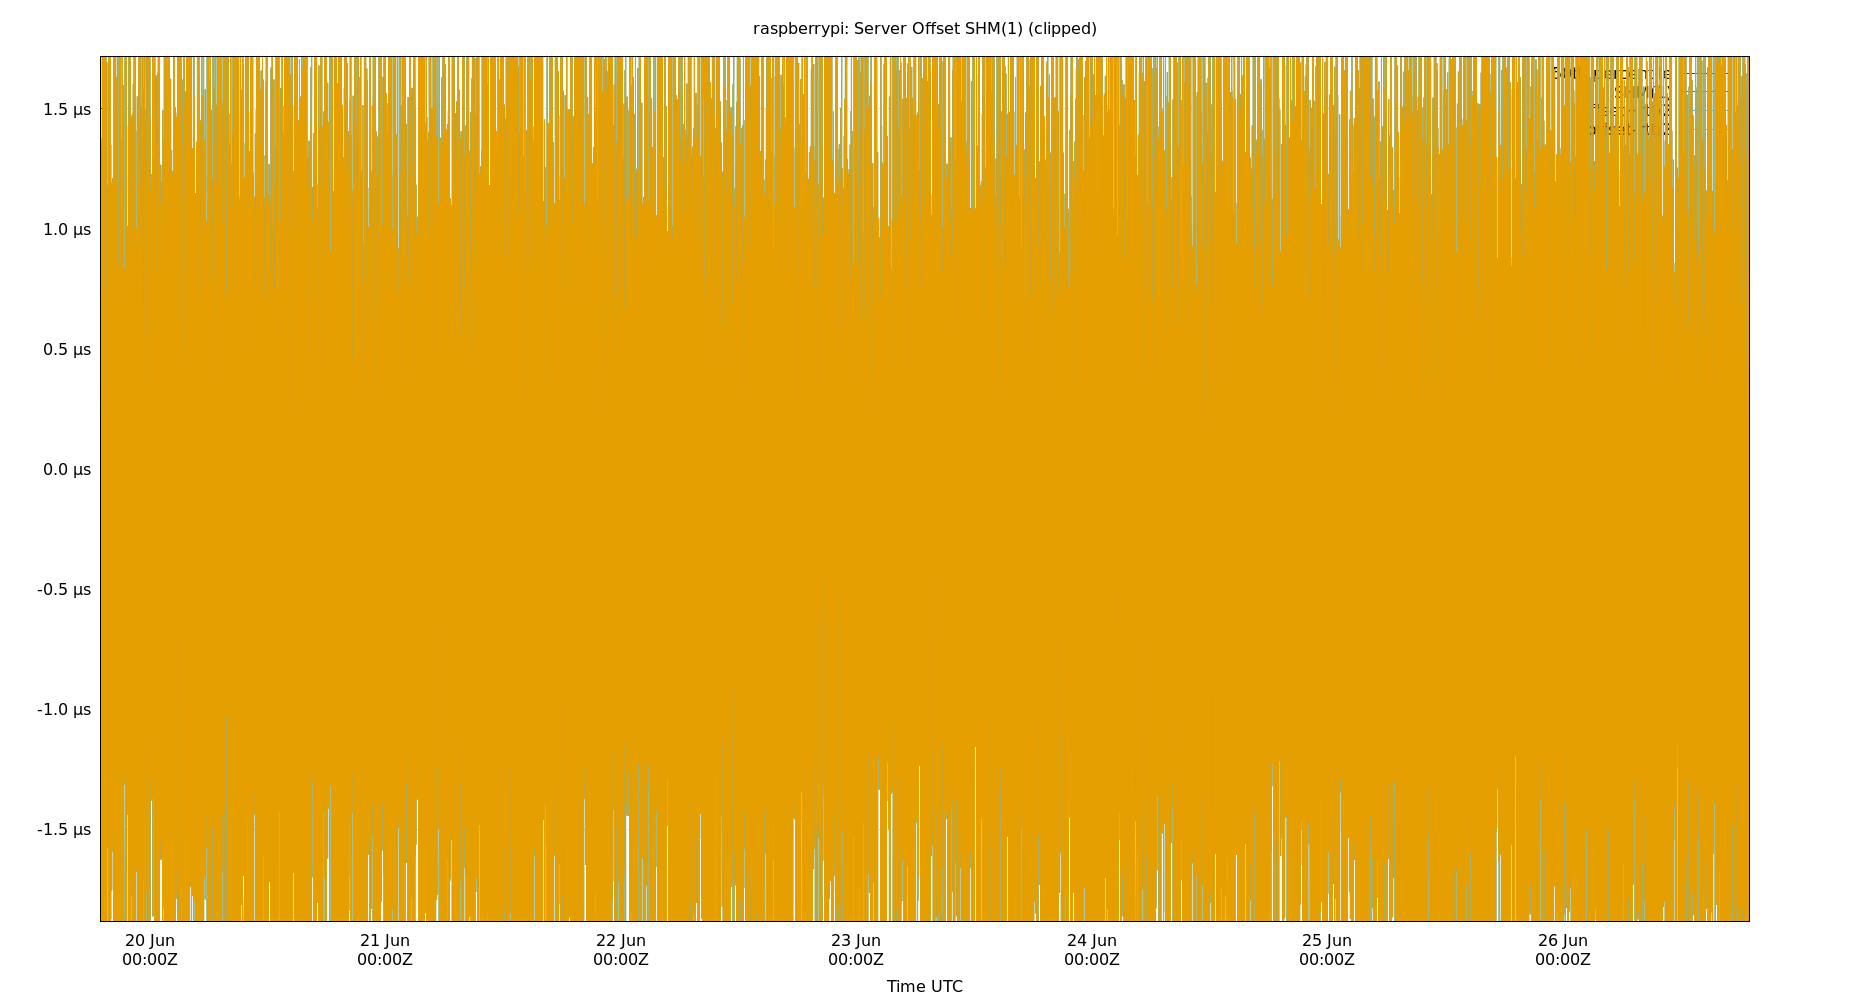 raspberrypi: Server Offset SHM(1) (clipped)
1.5 µs
1.0 µs
0.5 µs
0.0 µs
-0.5 µs
-1.0 µs
-1.5 µs
20 Jun 21 Jun 22 Jun 23 Jun 24 Jun 25 Jun 26 Jun
00:00Z 00:00Z 00:00Z 00:00Z 00:00Z 00:00Z 00:00Z
Time UTC